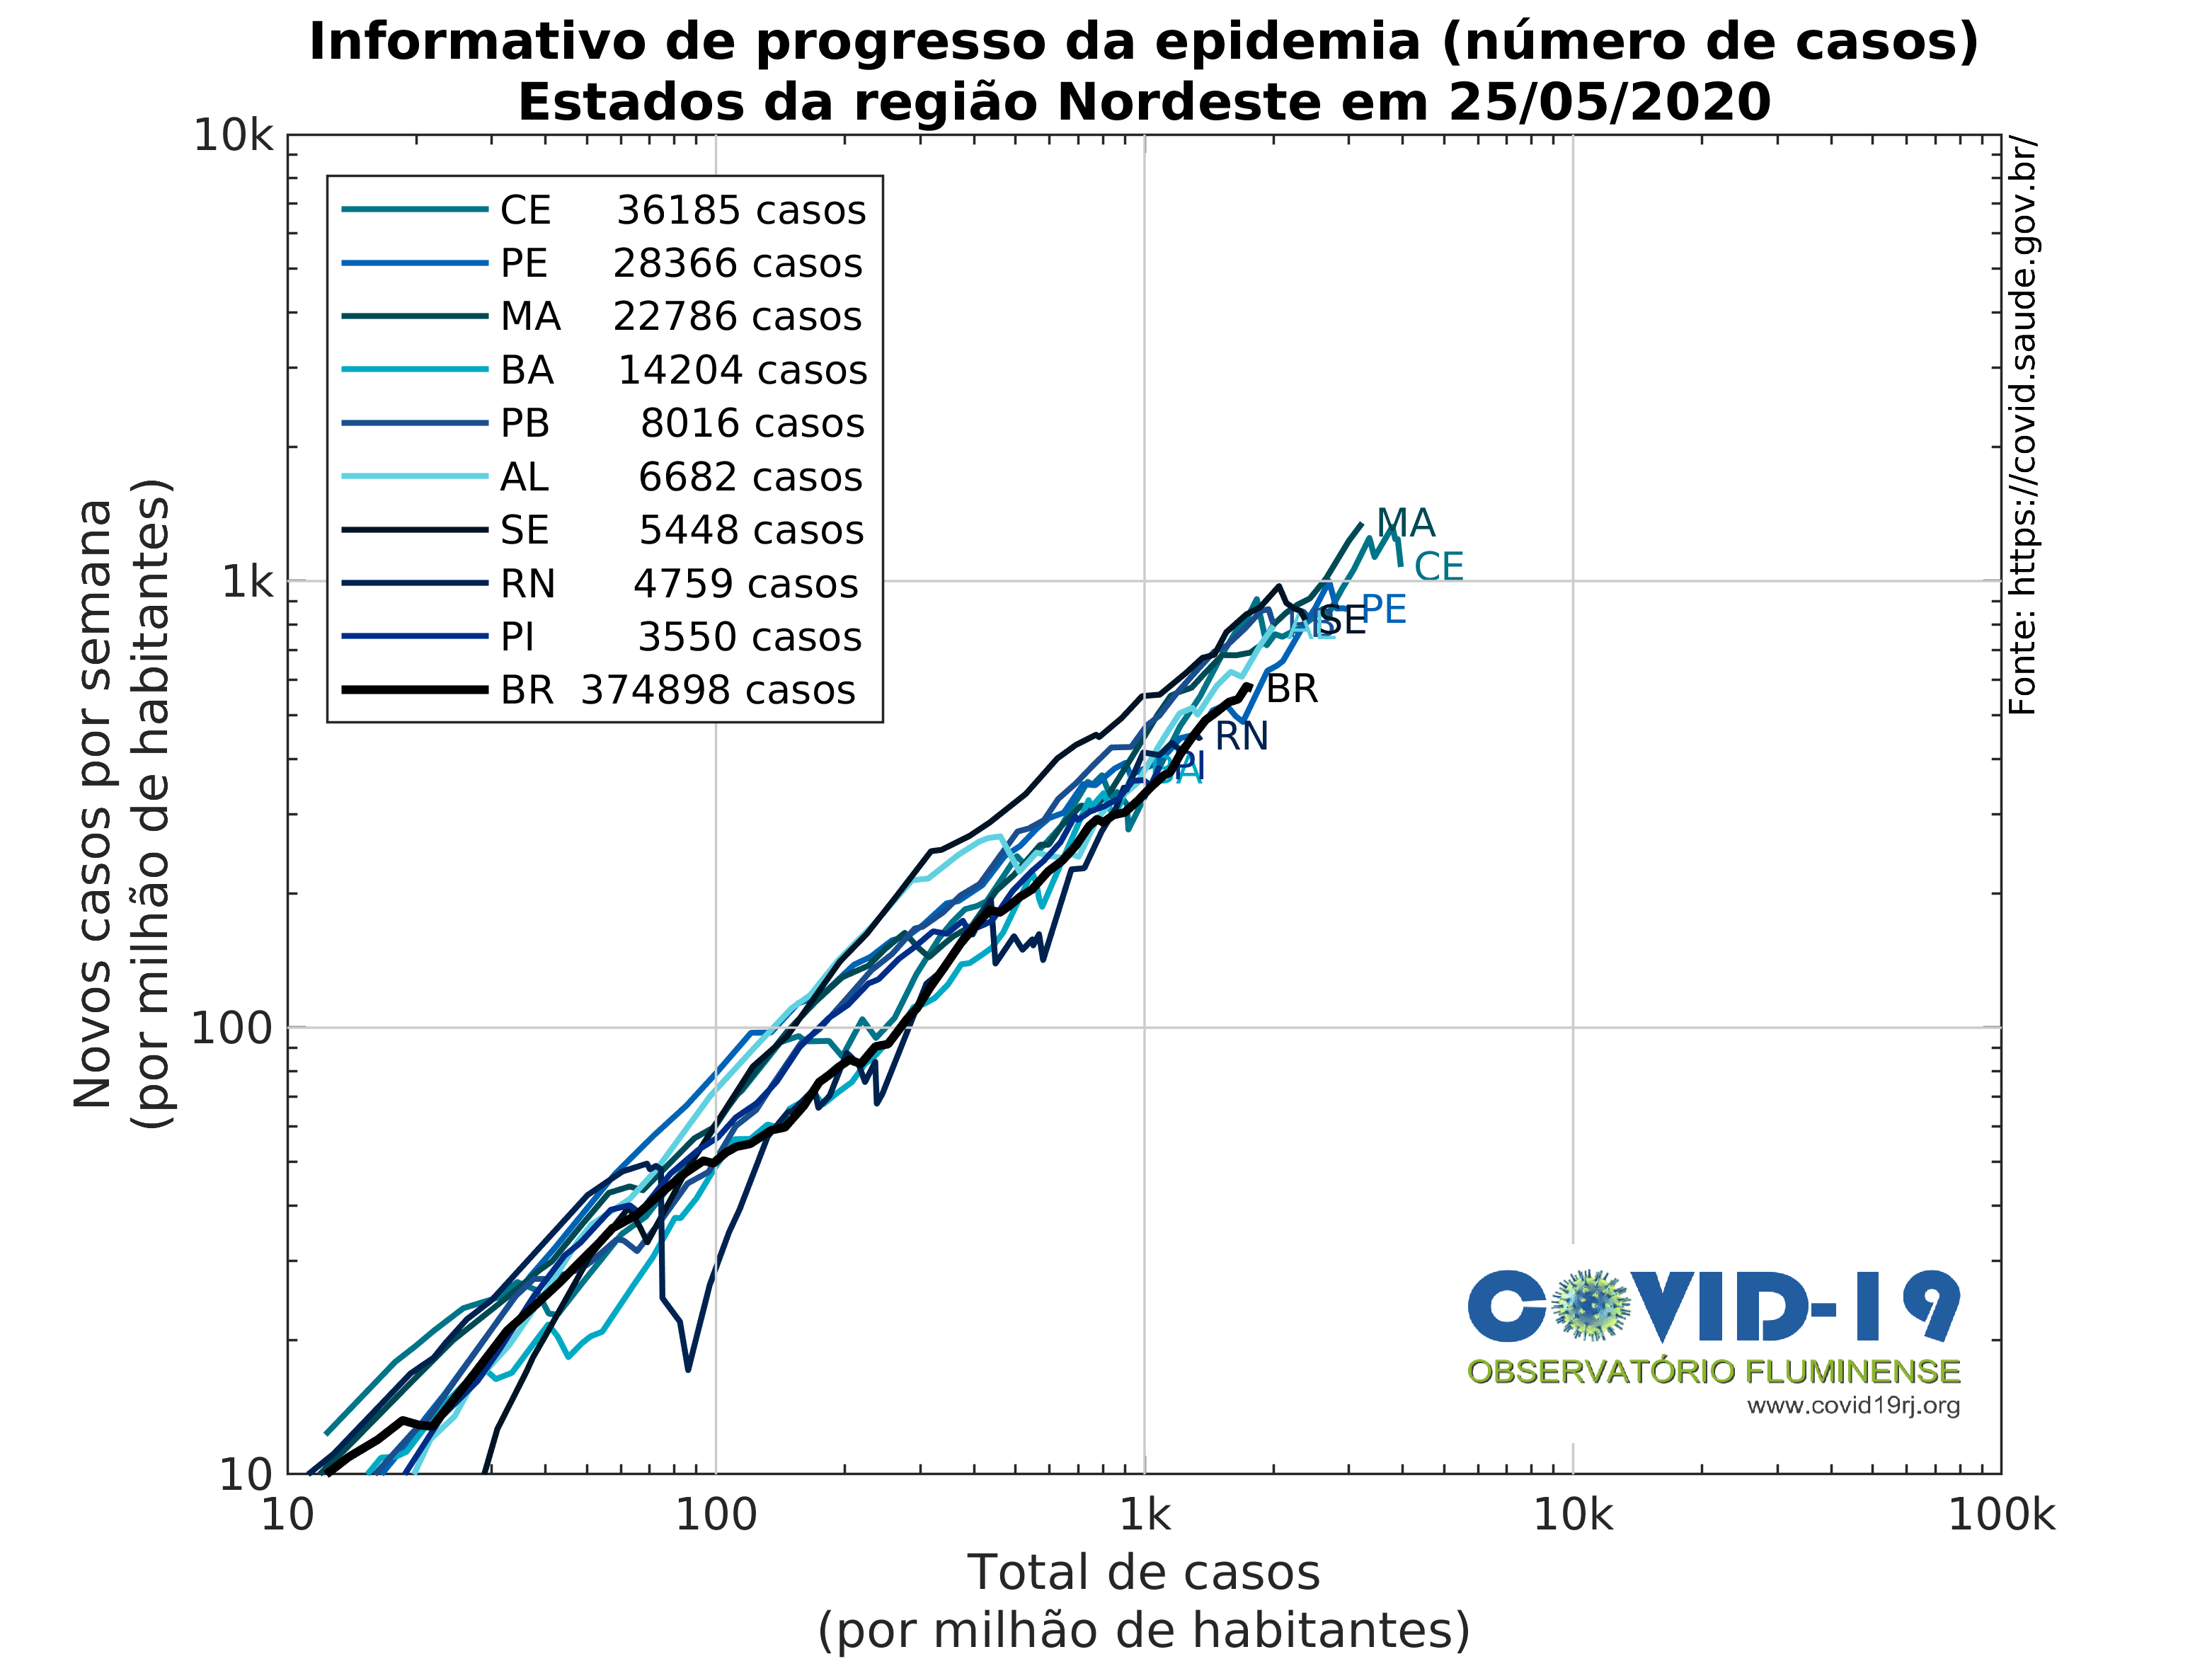 Informativo de progresso da epidemia (número de casos)
Estados da região Nordeste em 25/05/2020
10k
1k
100
10
10
100
1k
10k
100k
Novos casos por semana
(por milhão de habitantes)
Total de casos
(por milhão de habitantes)
CE 36185 casos
PE 28366 casos
MA 22786 casos
BA 14204 casos
PB 8016 casos
AL 6682 casos
SE 5448 casos
RN 4759 casos
PI 3550 casos
BR 374898 casos
MA
CE
PE
SE
BR
RN
PI
Fonte: https://covid.saude.gov.br/
COVID-19
OBSERVATÓRIO FLUMINENSE
www.covid19rj.org